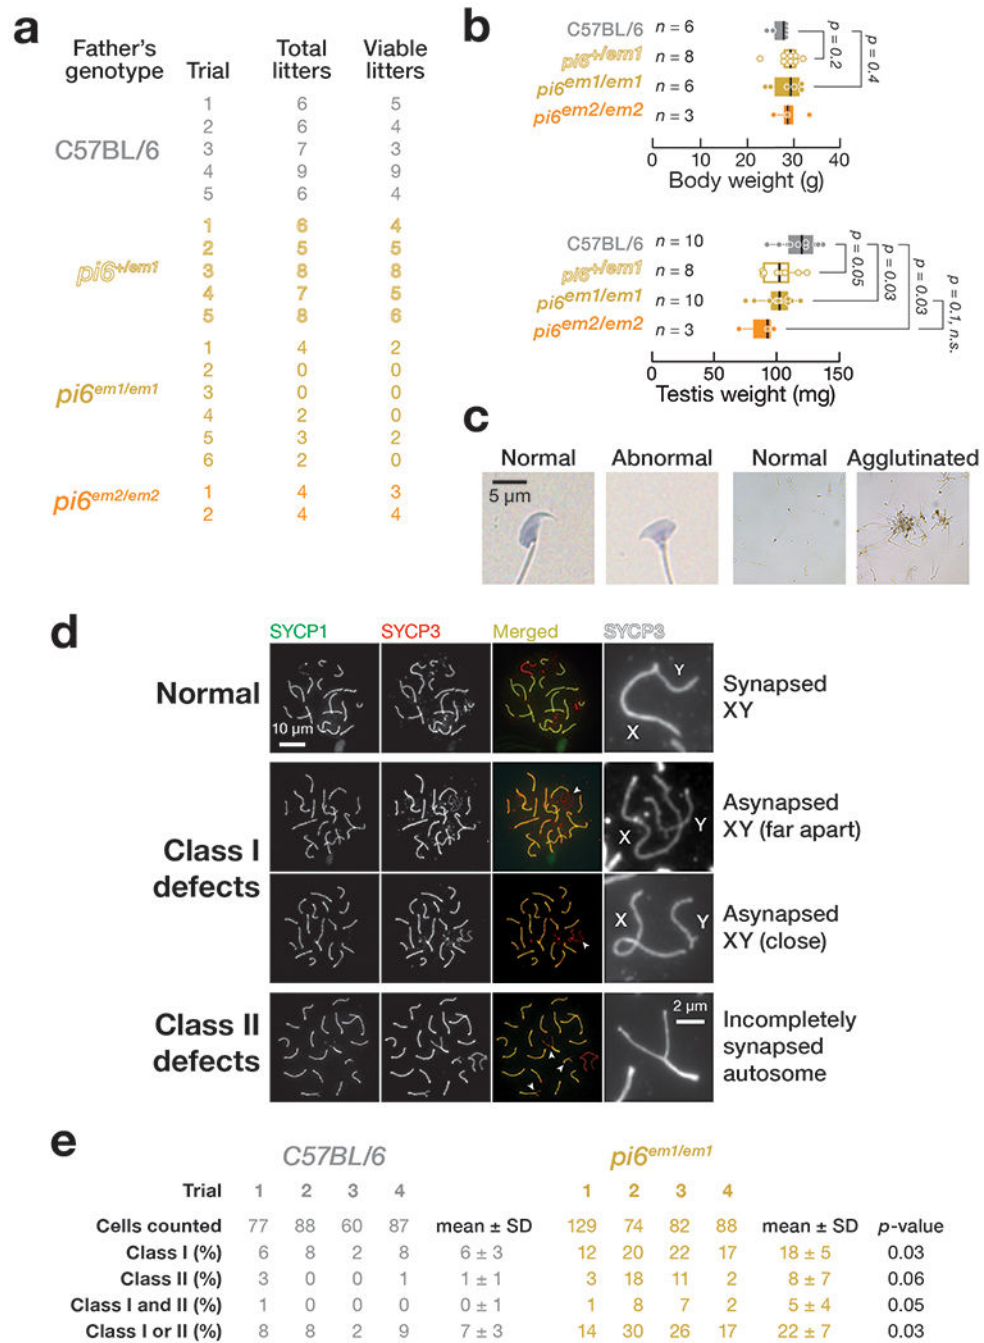 a
Father's genotype Trial Total litters Viable litters
C57BL/6
1 6 5
2 6 4
3 7 3
4 9 9
5 6 4
pi6+/em1
1 6 4
2 5 5
3 8 8
4 7 5
5 8 6
pi6em1/em1
1 4 2
2 0 0
3 0 0
4 2 0
5 3 2
6 2 0
pi6em2/em2
1 4 3
2 4 4
b
C57BL/6 n = 6
pi6+/em1 n = 8
pi6em1/em1 n = 6
pi6em2/em2 n = 3
p = 0.2
p = 0.4
0 10 20 30 40
Body weight (g)
C57BL/6 n = 10
pi6+/em1 n = 8
pi6em1/em1 n = 10
pi6em2/em2 n = 3
p = 0.05
p = 0.03
p = 0.03
p = 0.1, n.s.
0 50 100 150
Testis weight (mg)
c
Normal Abnormal Normal Agglutinated
5 µm
d
SYCP1 SYCP3 Merged SYCP3
Normal
10 µm
X Y
Synapsed
XY
Class I
defects
X Y
Asynapsed
XY (far apart)
X Y
Asynapsed
XY (close)
Class II
defects
2 µm
Incompletely
synapsed
autosome
e
C57BL/6 pi6em1/em1
Trial 1 2 3 4 1 2 3 4
Cells counted 77 88 60 87 mean ± SD 129 74 82 88 mean ± SD p-value
Class I (%) 6 8 2 8 6 ± 3 12 20 22 17 18 ± 5 0.03
Class II (%) 3 0 0 1 1 ± 1 3 18 11 2 8 ± 7 0.06
Class I and II (%) 1 0 0 0 0 ± 1 1 8 7 2 5 ± 4 0.05
Class I or II (%) 8 8 2 9 7 ± 3 14 30 26 17 22 ± 7 0.03